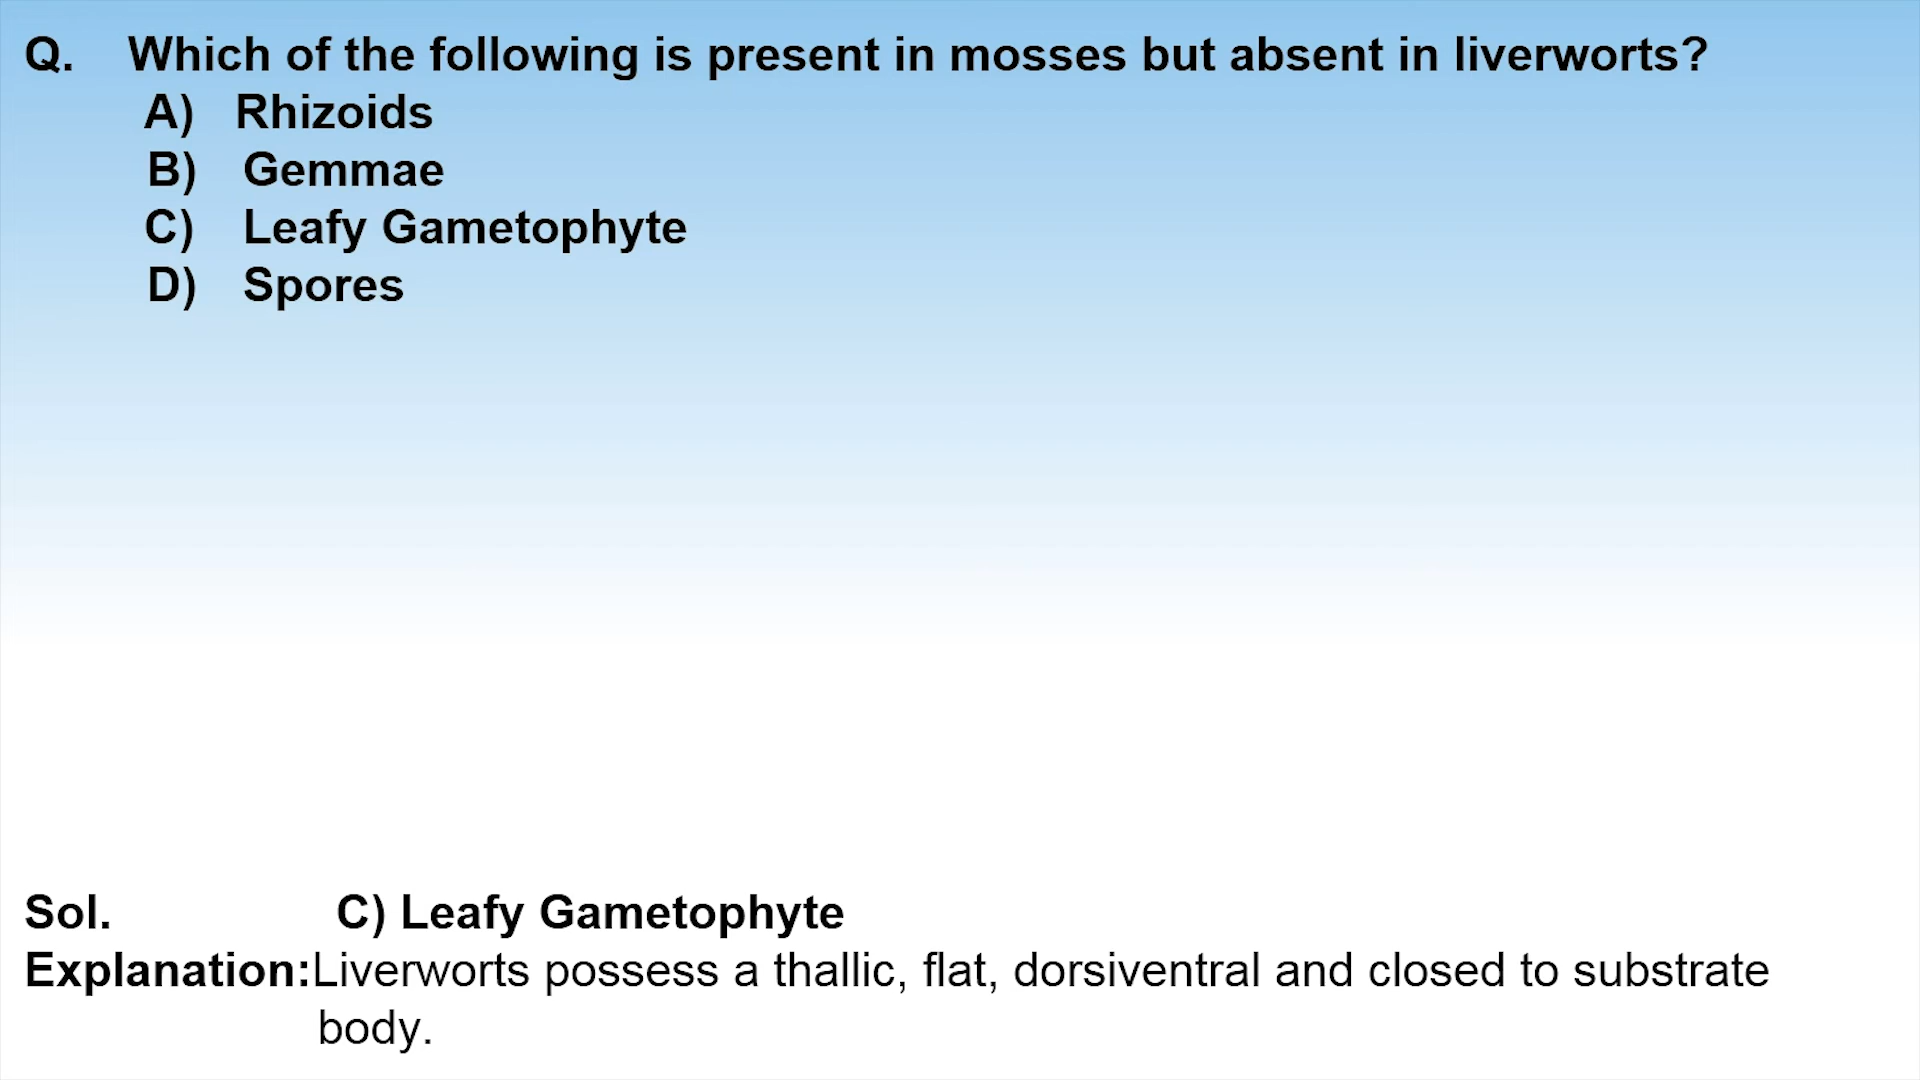 Q. Which of the following is present in mosses but absent in liverworts?
A) Rhizoids
B) Gemmae
C) Leafy Gametophyte
D) Spores
Sol. C) Leafy Gametophyte
Explanation:Liverworts possess a thallic, flat, dorsiventral and closed to substrate
body.